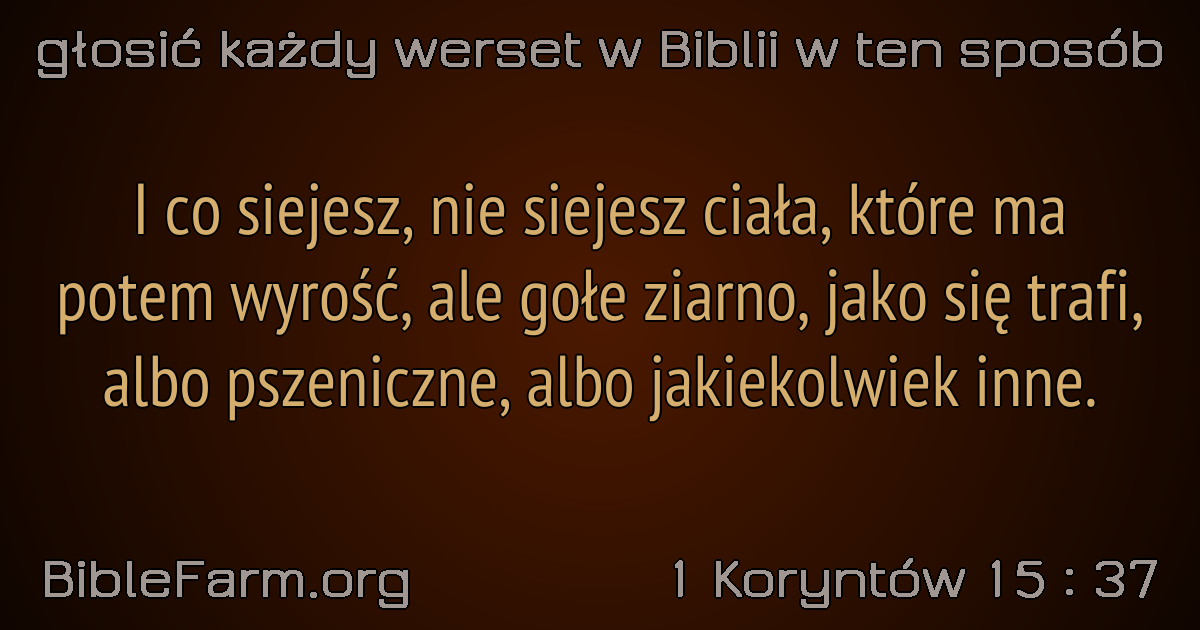 głosić każdy werset w Biblii w ten sposób
I co siejesz, nie siejesz ciała, które ma
potem wyrość, ale gołe ziarno, jako się trafi,
albo pszeniczne, albo jakiekolwiek inne.
BibleFarm.org
1 Koryntów 15 : 37